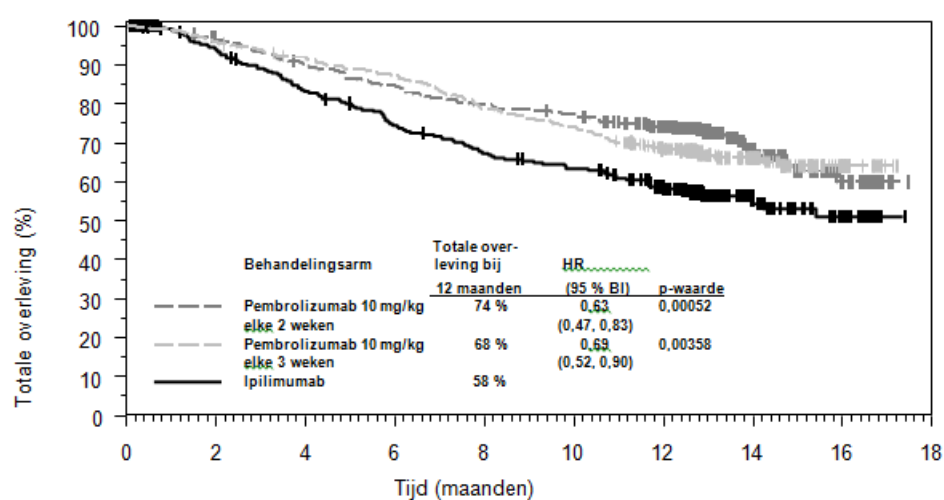 100
90
80
70
60
50
40
30
20
10
0
Totale overleving (%)
Totale over-
Behandelingsarm leving bij HR
12 maanden (95 % BI) p-waarde
Pembrolizumab 10 mg/kg 74 % 0,63 0,00052
elke 2 weken (0,47, 0,83)
Pembrolizumab 10 mg/kg 68 % 0,69 0,00358
elke 3 weken (0,52, 0,90)
Ipilimumab 58 %
0 2 4 6 8 10 12 14 16 18
Tijd (maanden)